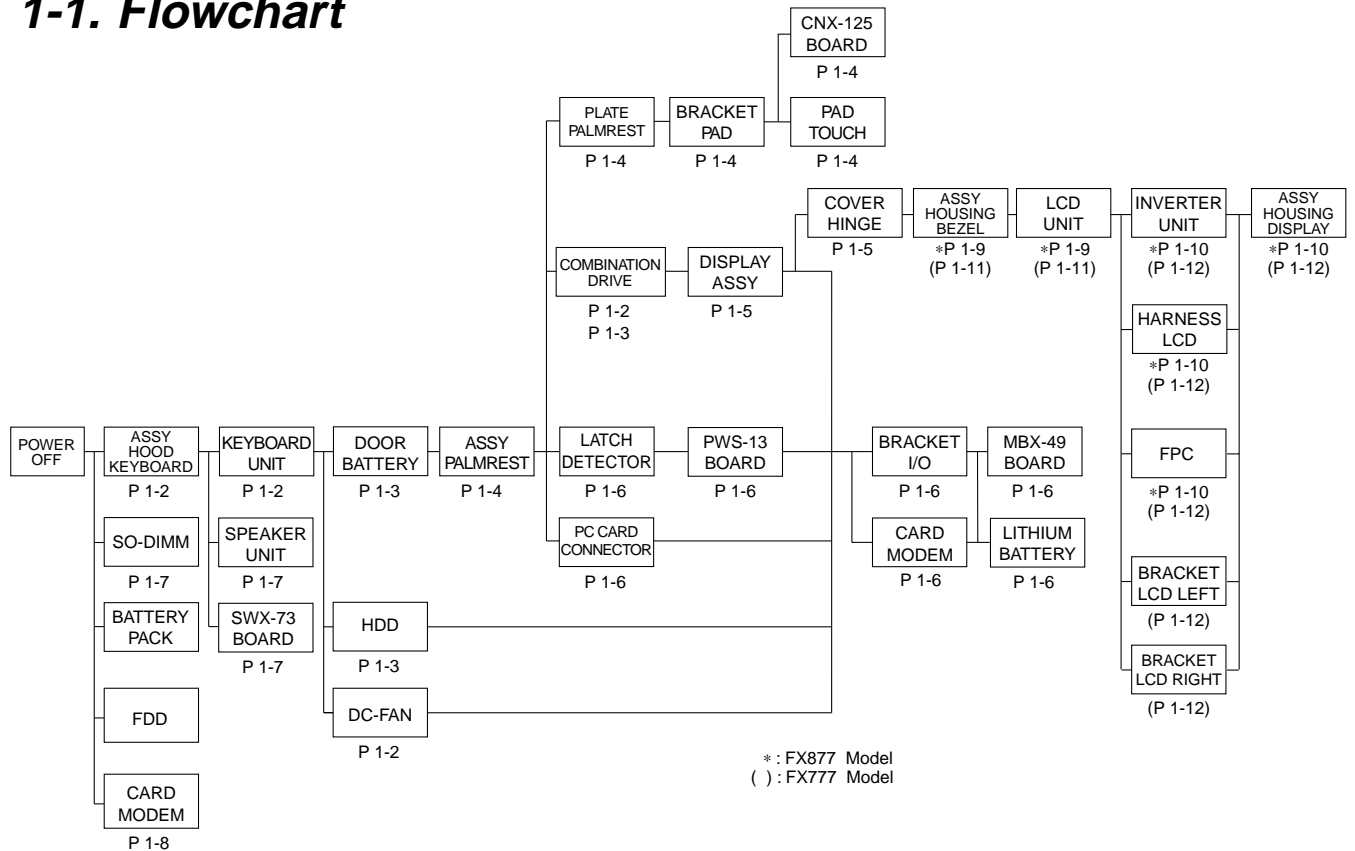 1-1. Flowchart
CNX-125
BOARD
P 1-4
PLATE
PALMREST
P 1-4
BRACKET
PAD
P 1-4
PAD
TOUCH
P 1-4
COVER
HINGE
P 1-5
ASSY
HOUSING
BEZEL
*P 1-9
(P 1-11)
LCD
UNIT
*P 1-9
(P 1-11)
INVERTER
UNIT
*P 1-10
(P 1-12)
ASSY
HOUSING
DISPLAY
*P 1-10
(P 1-12)
COMBINATION
DRIVE
P 1-2
P 1-3
DISPLAY
ASSY
P 1-5
HARNESS
LCD
*P 1-10
(P 1-12)
POWER
OFF
ASSY
HOOD
KEYBOARD
P 1-2
KEYBOARD
UNIT
P 1-2
DOOR
BATTERY
P 1-3
ASSY
PALMREST
P 1-4
LATCH
DETECTOR
P 1-6
PWS-13
BOARD
P 1-6
BRACKET
I/O
P 1-6
MBX-49
BOARD
P 1-6
FPC
*P 1-10
(P 1-12)
SO-DIMM
P 1-7
SPEAKER
UNIT
P 1-7
PC CARD
CONNECTOR
P 1-6
CARD
MODEM
P 1-6
LITHIUM
BATTERY
P 1-6
BRACKET
LCD LEFT
(P 1-12)
BATTERY
PACK
SWX-73
BOARD
P 1-7
HDD
P 1-3
BRACKET
LCD RIGHT
(P 1-12)
FDD
DC-FAN
P 1-2
CARD
MODEM
P 1-8
* : FX877 Model
( ) : FX777 Model